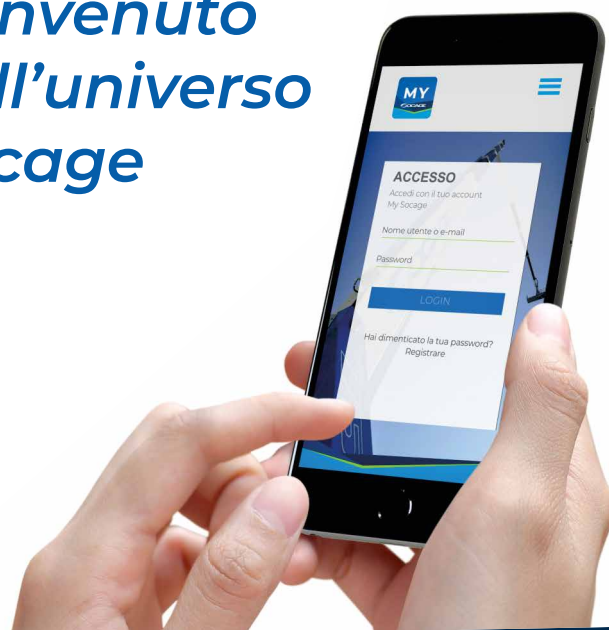 nvenuto
ll'universo
cage
MY
SOCAGE
ACCESSO
Accedi con il tuo account
My Socage
Nome utente o e-mail
Password
LOGIN
Hai dimenticato la tua password?
Registrare